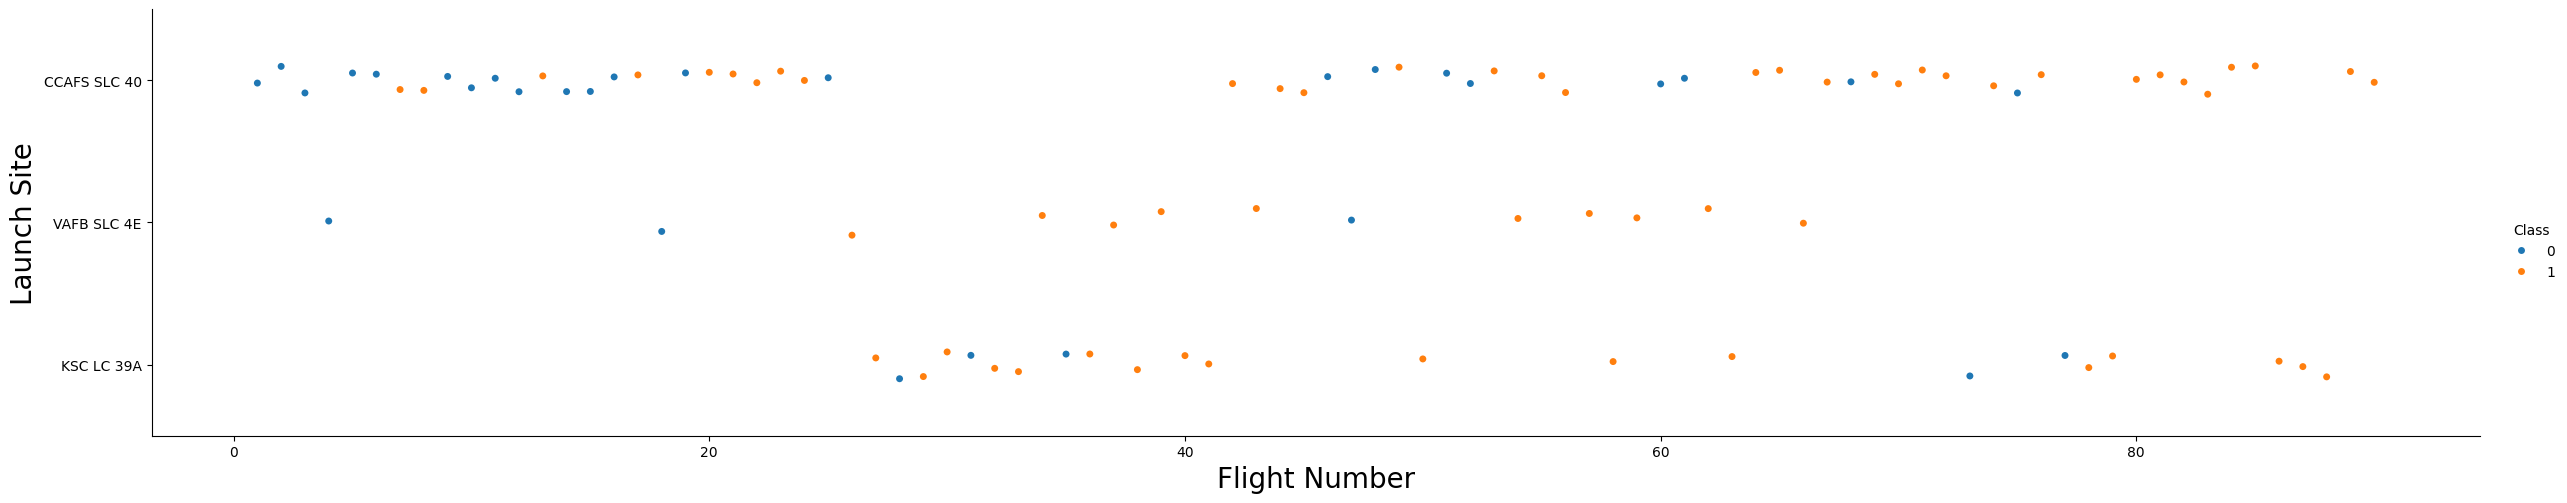 CCAFS SLC 40
VAFB SLC 4E
KSC LC 39A
Launch Site
0 20 40 60 80
Flight Number
Class
0
1